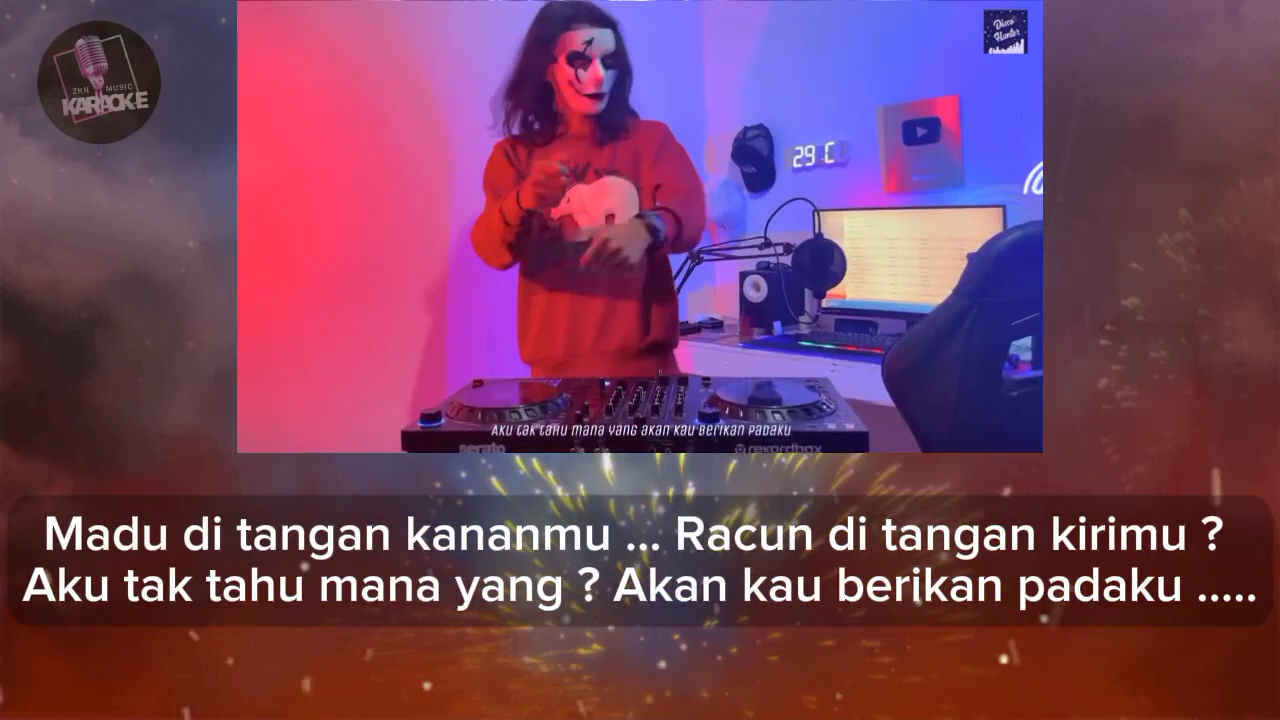 ZKN MUSIC
KARAOKE
Disco
Hunter
29°C
Aku tak tahu mana yang akan kau berikan padaku
serato
rekordbox
Madu di tangan kananmu ... Racun di tangan kirimu ?
Aku tak tahu mana yang ? Akan kau berikan padaku .....